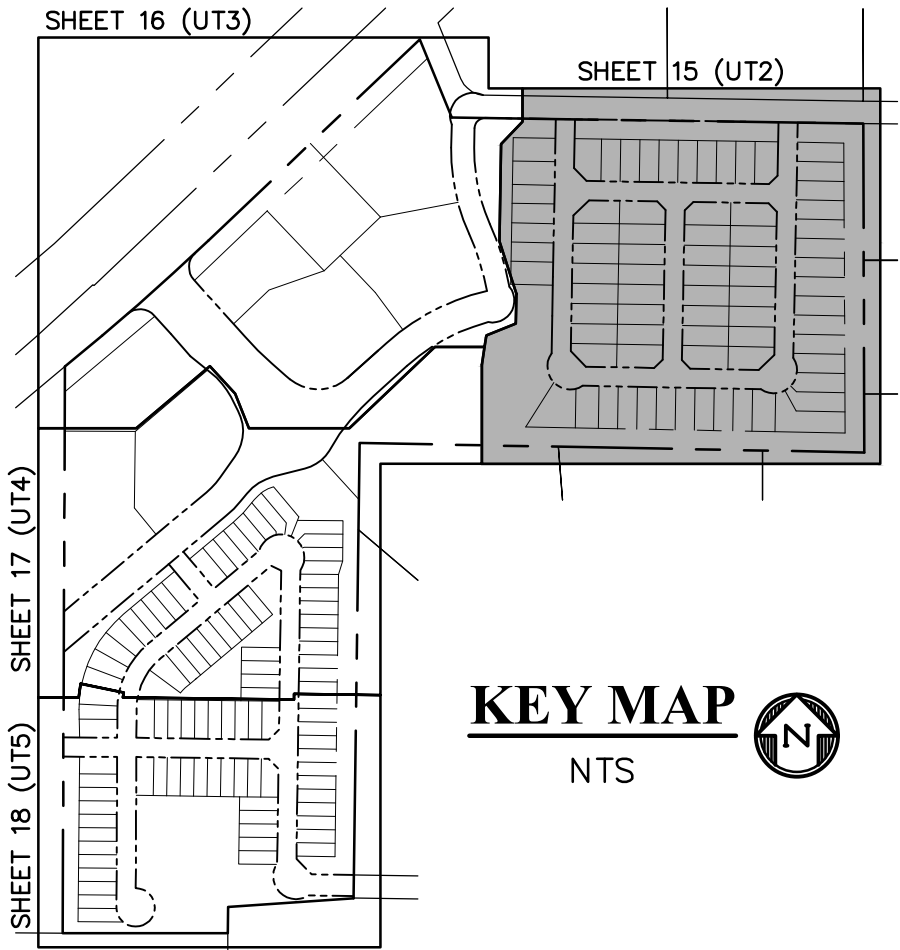 SHEET 16 (UT3)
SHEET 15 (UT2)
SHEET 17 (UT4)
SHEET 18 (UT5)
KEY MAP
NTS
N